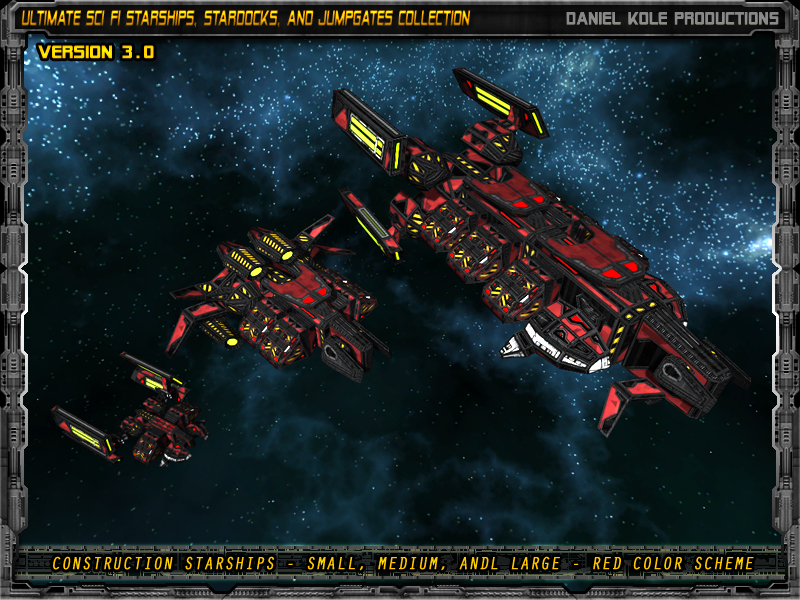 ULTIMATE SCI FI STARSHIPS, STARDOCKS, AND JUMPGATES COLLECTION
DANIEL KOLE PRODUCTIONS
VERSION 3.0
CONSTRUCTION STARSHIPS - SMALL, MEDIUM, ANDL LARGE - RED COLOR SCHEME